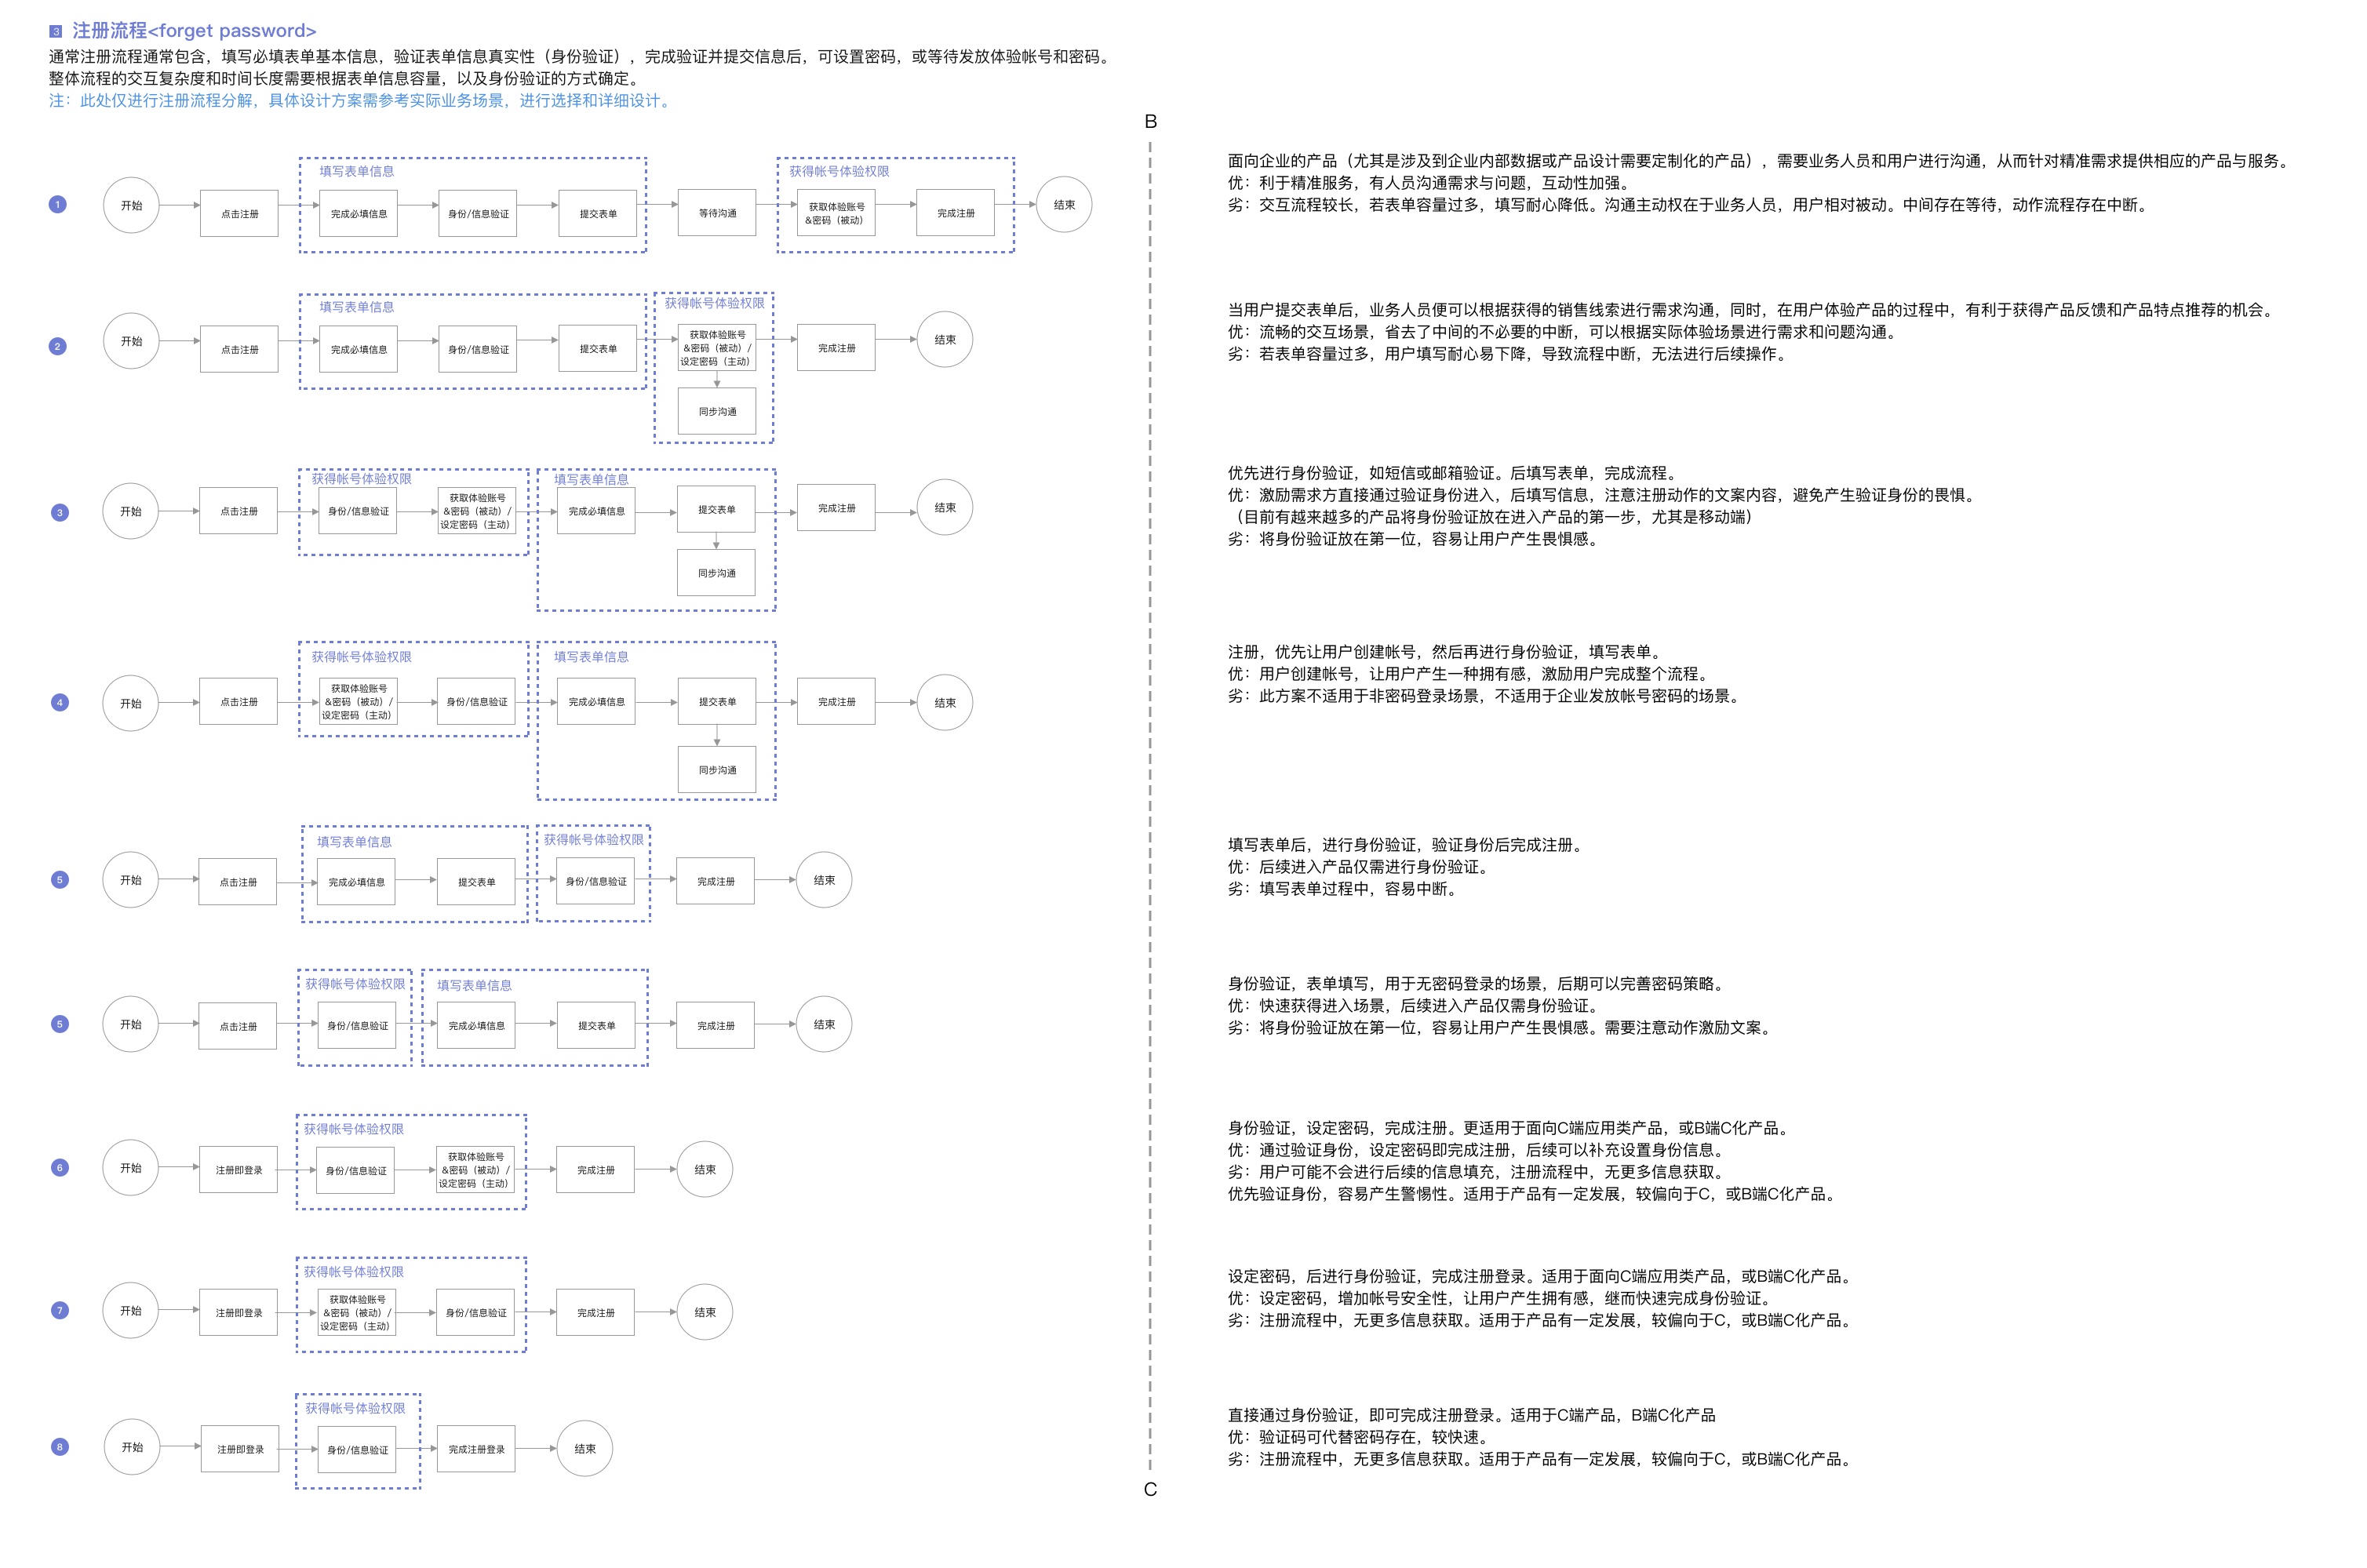 3 注册流程<forget password>
通常注册流程通常包含，填写必填表单基本信息，验证表单信息真实性（身份验证），完成验证并提交信息后，可设置密码，或等待发放体验帐号和密码。
整体流程的交互复杂度和时间长度需要根据表单信息容量，以及身份验证的方式确定。
注：此处仅进行注册流程分解，具体设计方案需参考实际业务场景，进行选择和详细设计。
B
1
开始
点击注册
填写表单信息
完成必填信息
身份/信息验证
提交表单
等待沟通
获得帐号体验权限
获取体验账号
&密码（被动）
完成注册
结束
面向企业的产品（尤其是涉及到企业内部数据或产品设计需要定制化的产品），需要业务人员和用户进行沟通，从而针对精准需求提供相应的产品与服务。
优：利于精准服务，有人员沟通需求与问题，互动性加强。
劣：交互流程较长，若表单容量过多，填写耐心降低。沟通主动权在于业务人员，用户相对被动。中间存在等待，动作流程存在中断。
2
开始
点击注册
填写表单信息
完成必填信息
身份/信息验证
提交表单
获得帐号体验权限
获取体验账号
&密码（被动）/
设定密码（主动）
同步沟通
完成注册
结束
当用户提交表单后，业务人员便可以根据获得的销售线索进行需求沟通，同时，在用户体验产品的过程中，有利于获得产品反馈和产品特点推荐的机会。
优：流畅的交互场景，省去了中间的不必要的中断，可以根据实际体验场景进行需求和问题沟通。
劣：若表单容量过多，用户填写耐心易下降，导致流程中断，无法进行后续操作。
3
开始
点击注册
获得帐号体验权限
身份/信息验证
获取体验账号
&密码（被动）/
设定密码（主动）
填写表单信息
完成必填信息
提交表单
同步沟通
完成注册
结束
优先进行身份验证，如短信或邮箱验证。后填写表单，完成流程。
优：激励需求方直接通过验证身份进入，后填写信息，注意注册动作的文案内容，避免产生验证身份的畏惧。
（目前有越来越多的产品将身份验证放在进入产品的第一步，尤其是移动端）
劣：将身份验证放在第一位，容易让用户产生畏惧感。
4
开始
点击注册
获得帐号体验权限
获取体验账号
&密码（被动）/
设定密码（主动）
身份/信息验证
填写表单信息
完成必填信息
提交表单
同步沟通
完成注册
结束
注册，优先让用户创建帐号，然后再进行身份验证，填写表单。
优：用户创建帐号，让用户产生一种拥有感，激励用户完成整个流程。
劣：此方案不适用于非密码登录场景，不适用于企业发放帐号密码的场景。
5
开始
点击注册
填写表单信息
完成必填信息
提交表单
获得帐号体验权限
身份/信息验证
完成注册
结束
填写表单后，进行身份验证，验证身份后完成注册。
优：后续进入产品仅需进行身份验证。
劣：填写表单过程中，容易中断。
5
开始
点击注册
获得帐号体验权限
身份/信息验证
填写表单信息
完成必填信息
提交表单
完成注册
结束
身份验证，表单填写，用于无密码登录的场景，后期可以完善密码策略。
优：快速获得进入场景，后续进入产品仅需身份验证。
劣：将身份验证放在第一位，容易让用户产生畏惧感。需要注意动作激励文案。
6
开始
注册即登录
获得帐号体验权限
身份/信息验证
获取体验账号
&密码（被动）/
设定密码（主动）
完成注册
结束
身份验证，设定密码，完成注册。更适用于面向C端应用类产品，或B端C化产品。
优：通过验证身份，设定密码即完成注册，后续可以补充设置身份信息。
劣：用户可能不会进行后续的信息填充，注册流程中，无更多信息获取。
优先验证身份，容易产生警惕性。适用于产品有一定发展，较偏向于C，或B端C化产品。
7
开始
注册即登录
获得帐号体验权限
获取体验账号
&密码（被动）/
设定密码（主动）
身份/信息验证
完成注册
结束
设定密码，后进行身份验证，完成注册登录。适用于面向C端应用类产品，或B端C化产品。
优：设定密码，增加帐号安全性，让用户产生拥有感，继而快速完成身份验证。
劣：注册流程中，无更多信息获取。适用于产品有一定发展，较偏向于C，或B端C化产品。
8
开始
注册即登录
获得帐号体验权限
身份/信息验证
完成注册登录
结束
直接通过身份验证，即可完成注册登录。适用于C端产品，B端C化产品
优：验证码可代替密码存在，较快速。
劣：注册流程中，无更多信息获取。适用于产品有一定发展，较偏向于C，或B端C化产品。
C